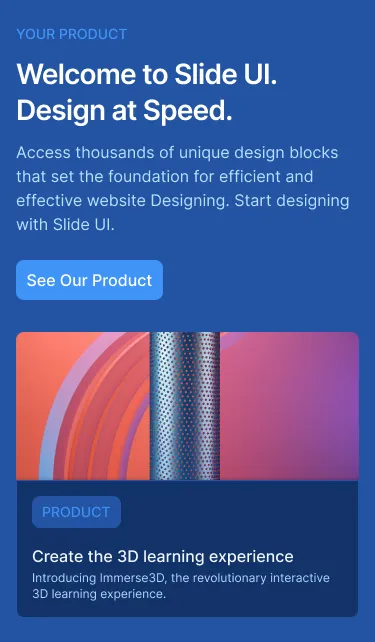 YOUR PRODUCT
Welcome to Slide UI.
Design at Speed.
Access thousands of unique design blocks
that set the foundation for efficient and
effective website Designing. Start designing
with Slide UI.
See Our Product
PRODUCT
Create the 3D learning experience
Introducing Immerse3D, the revolutionary interactive
3D learning experience.